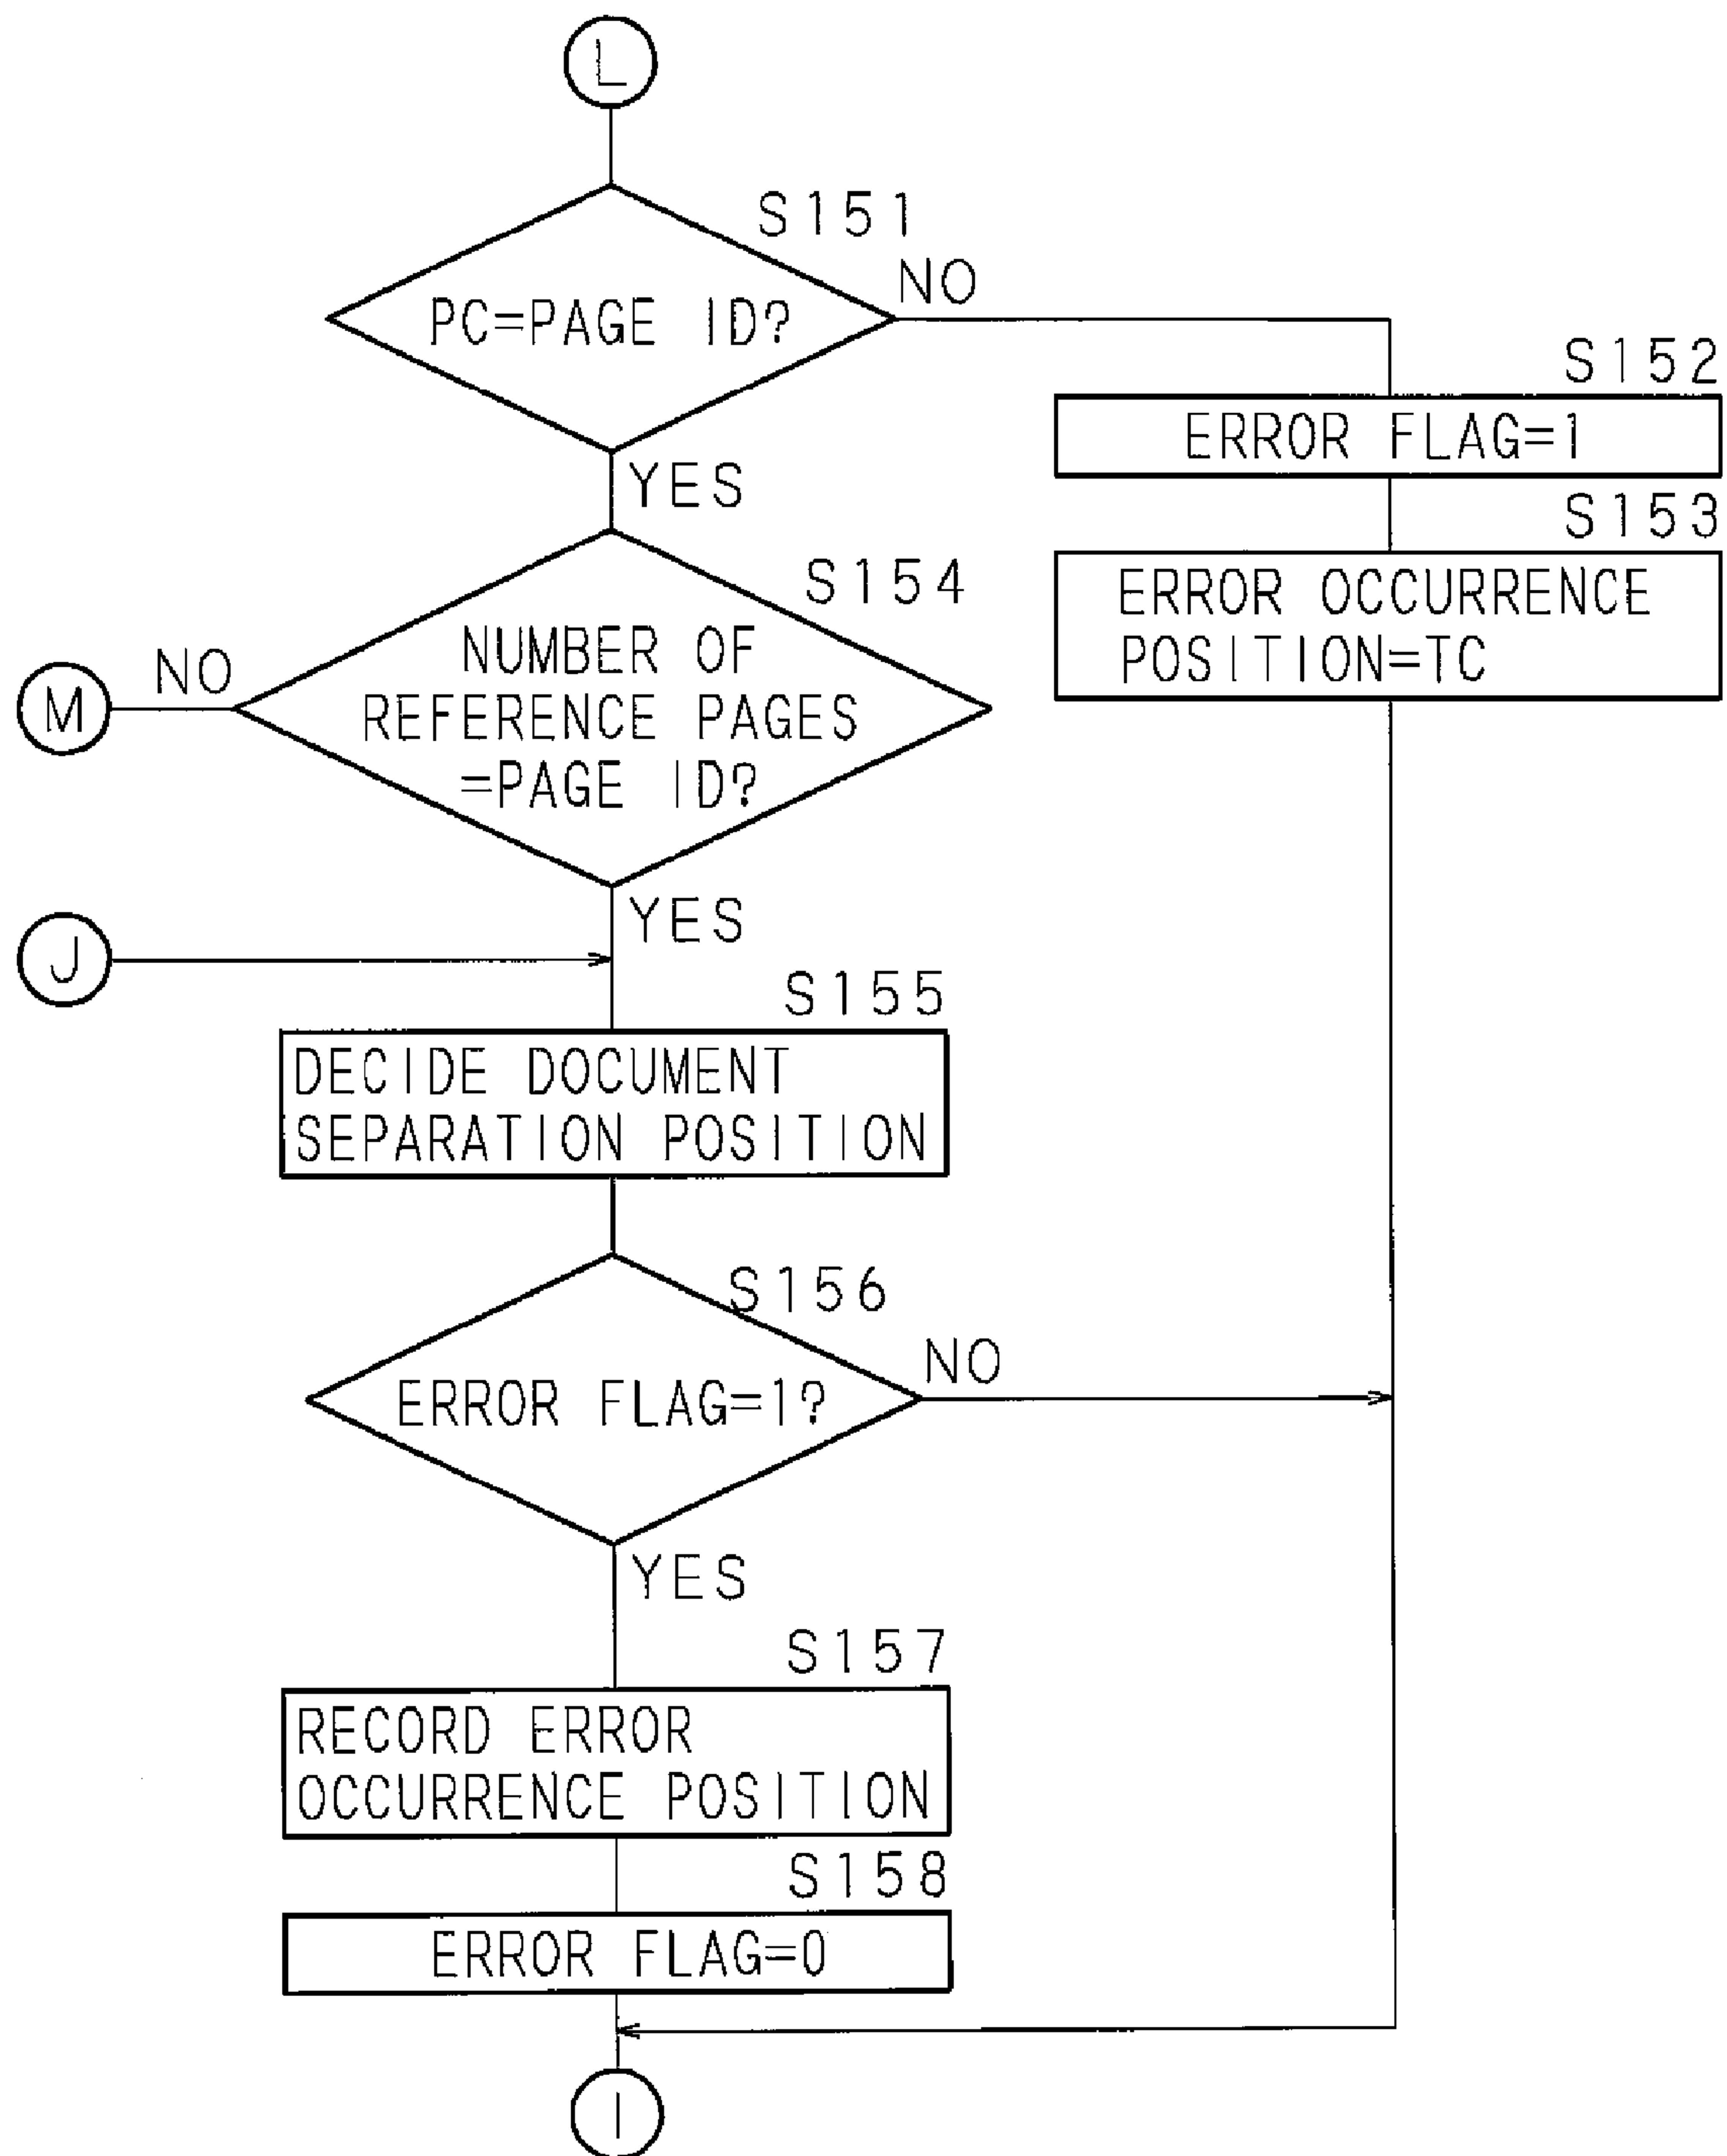 L
S151
PC=PAGE ID?
NO
S152
ERROR FLAG=1
YES
S153
ERROR OCCURRENCE
POSITION=TC
S154
NUMBER OF
REFERENCE PAGES
=PAGE ID?
NO
M
YES
J
S155
DECIDE DOCUMENT
SEPARATION POSITION
S156
ERROR FLAG=1?
NO
YES
S157
RECORD ERROR
OCCURRENCE POSITION
S158
ERROR FLAG=0
I